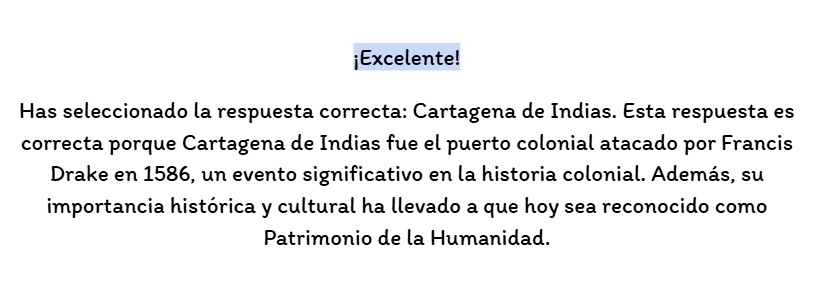 ¡Excelente!
Has seleccionado la respuesta correcta: Cartagena de Indias. Esta respuesta es
correcta porque Cartagena de Indias fue el puerto colonial atacado por Francis
Drake en 1586, un evento significativo en la historia colonial. Además, su
importancia histórica y cultural ha llevado a que hoy sea reconocido como
Patrimonio de la Humanidad.